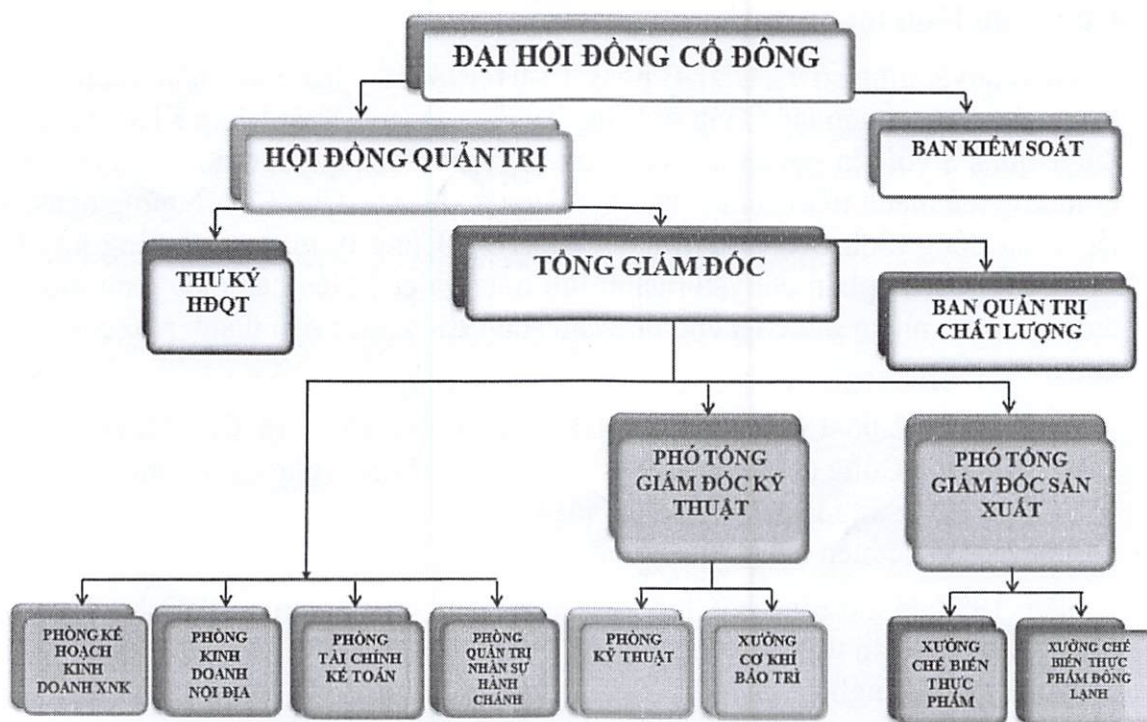 ĐẠI HỘI ĐỒNG CỔ ĐÔNG
HỘI ĐỒNG QUẢN TRỊ
BAN KIỂM SOÁT
THƯ KÝ
HĐQT
TỔNG GIÁM ĐỐC
BAN QUẢN TRỊ
CHẤT LƯỢNG
PHÓ TỔNG
GIÁM ĐỐC KỸ
THUẬT
PHÓ TỔNG
GIÁM ĐỐC SẢN
XUẤT
PHÒNG KẾ
HOẠCH
KINH
DOANH XNK
PHÒNG
KINH
DOANH
NỘI ĐỊA
PHÒNG
TÀI CHÍNH
KẾ TOÁN
PHÒNG
QUẢN TRỊ
NHÂN SỰ
HÀNH
CHÁNH
PHÒNG
KỸ THUẬT
XƯỞNG
CƠ KHÍ
BẢO TRÌ
XƯỞNG
CHẾ BIẾN
THỰC
PHẨM
XƯỞNG CHẾ
BIẾN THỰC
PHẨM ĐÔNG
LẠNH